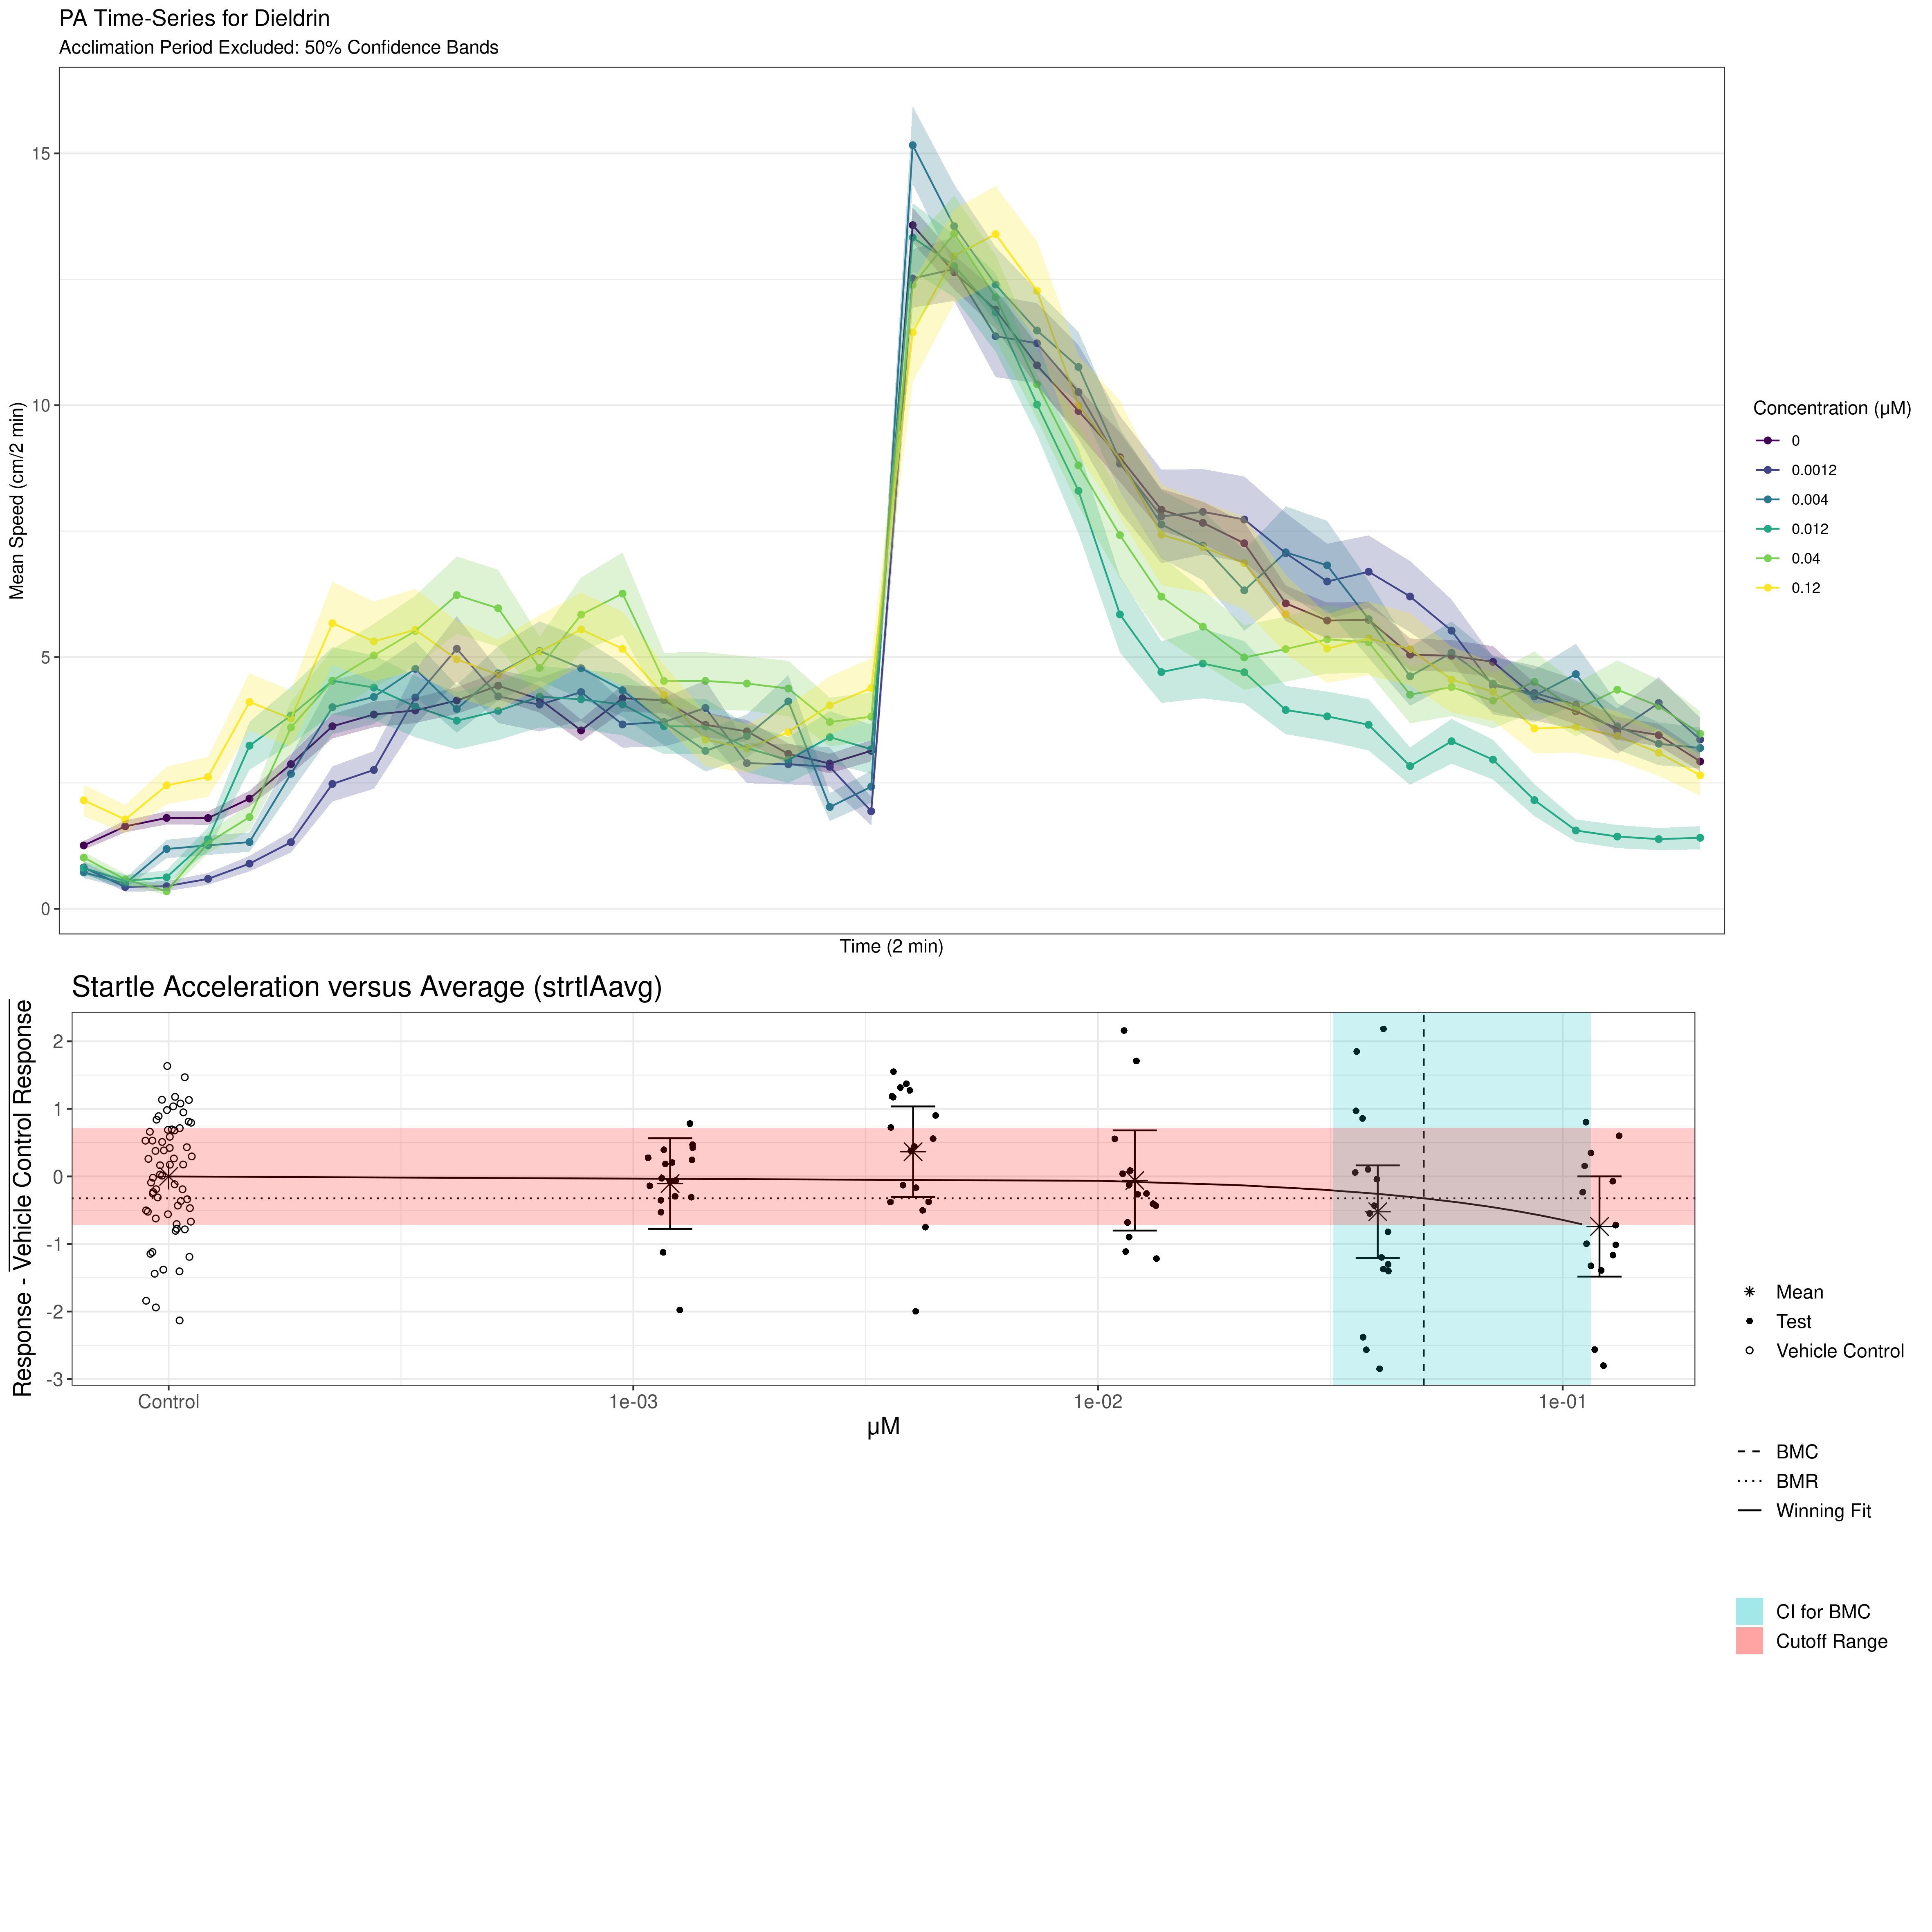 PA Time-Series for Dieldrin
Acclimation Period Excluded: 50% Confidence Bands
Mean Speed (cm/2 min)
15
10
5
0
Time (2 min)
Concentration (µM)
0
0.0012
0.004
0.012
0.04
0.12
Startle Acceleration versus Average (strtlAavg)
Response - Vehicle Control Response
2
1
0
-1
-2
-3
Control
1e-03
1e-02
1e-01
µM
Mean
Test
Vehicle Control
BMC
BMR
Winning Fit
CI for BMC
Cutoff Range